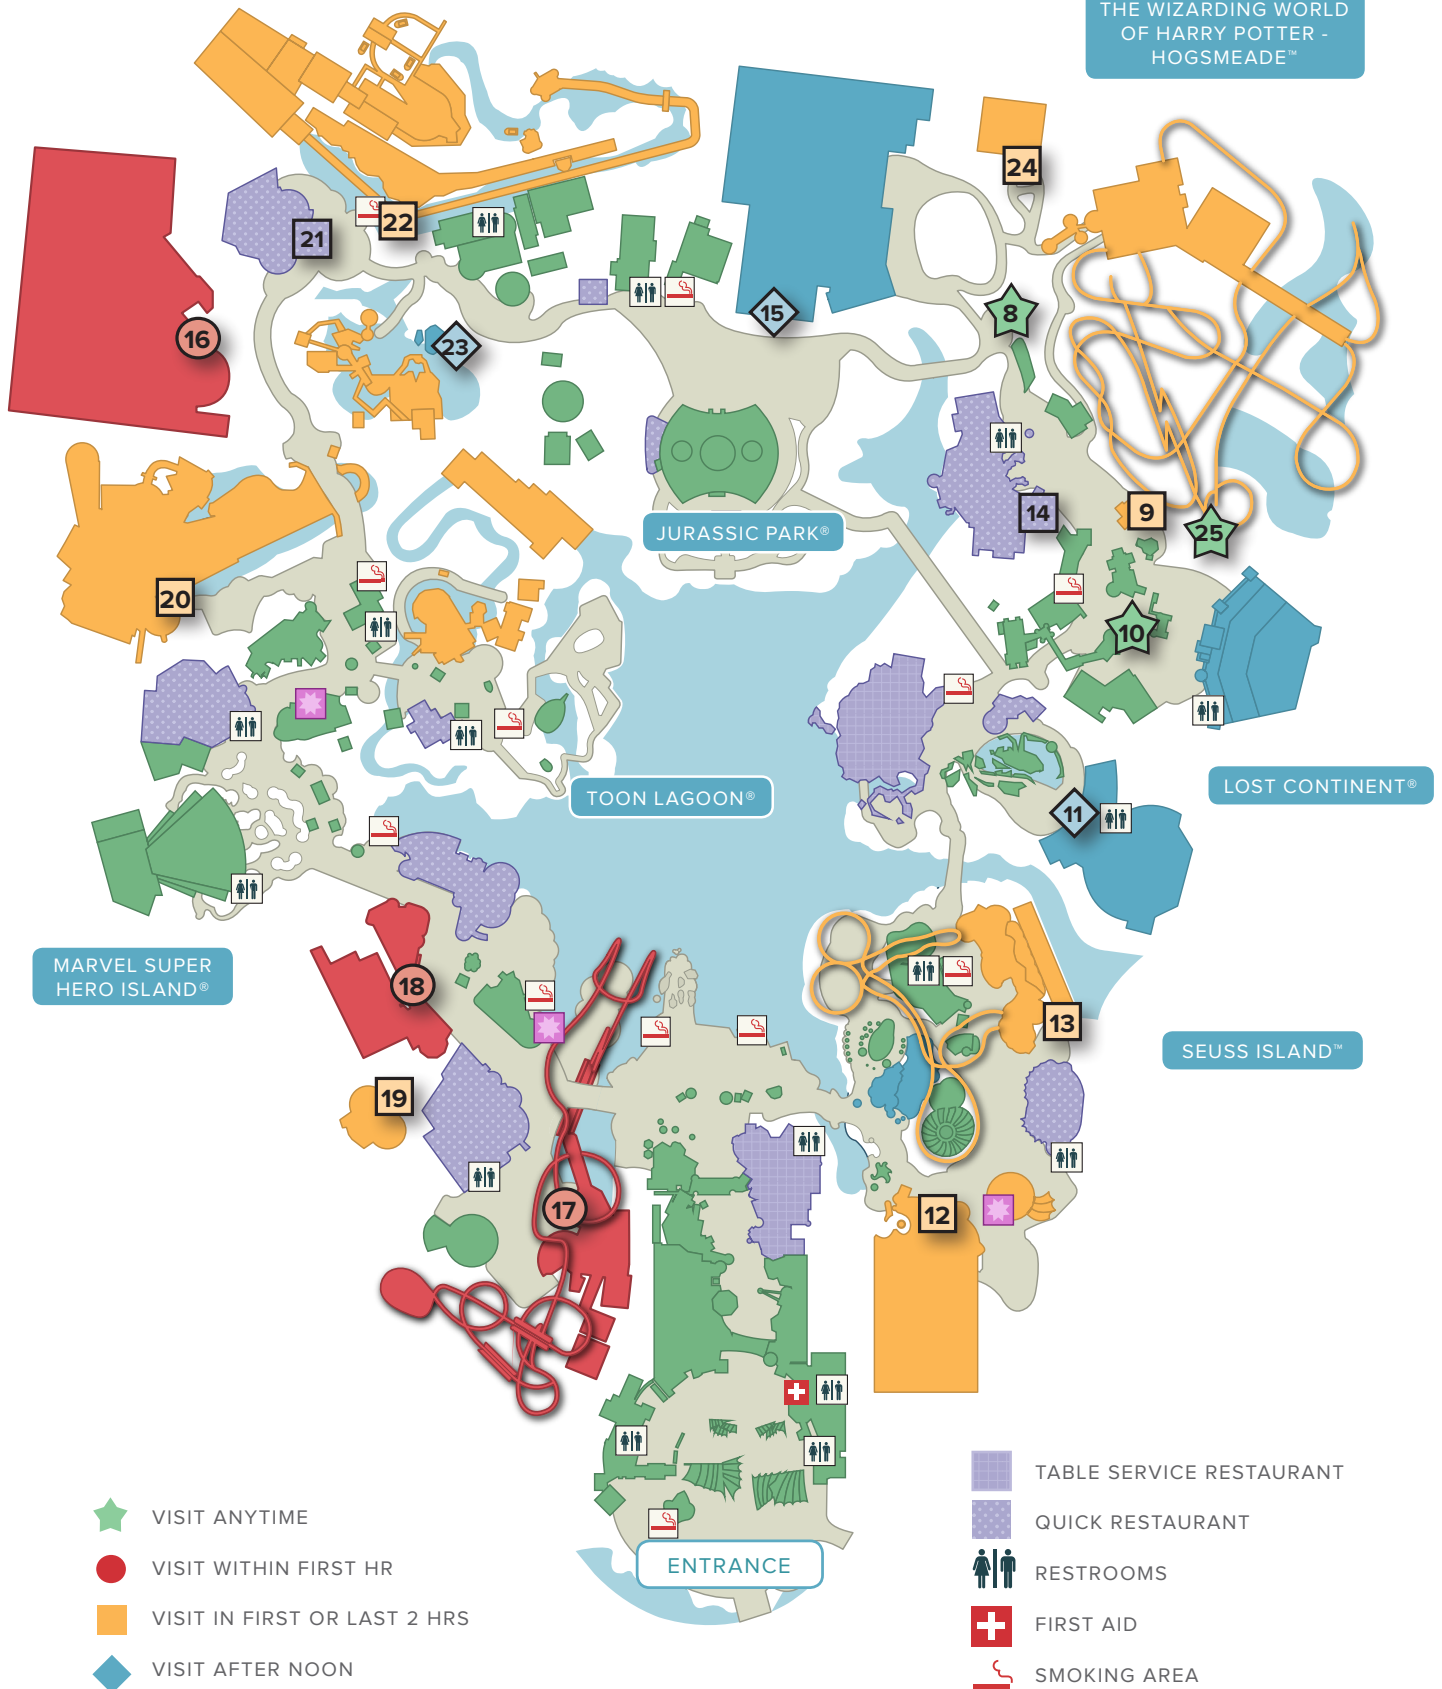 THE WIZARDING WORLD
OF HARRY POTTER -
HOGSMEADE™
24
21
22
15
8
16
23
14
9
25
JURASSIC PARK®
20
10
TOON LAGOON®
LOST CONTINENT®
11
MARVEL SUPER
HERO ISLAND®
18
13
SEUSS ISLAND™
19
17
12
ENTRANCE
VISIT ANYTIME
VISIT WITHIN FIRST HR
VISIT IN FIRST OR LAST 2 HRS
VISIT AFTER NOON
TABLE SERVICE RESTAURANT
QUICK RESTAURANT
RESTROOMS
FIRST AID
SMOKING AREA